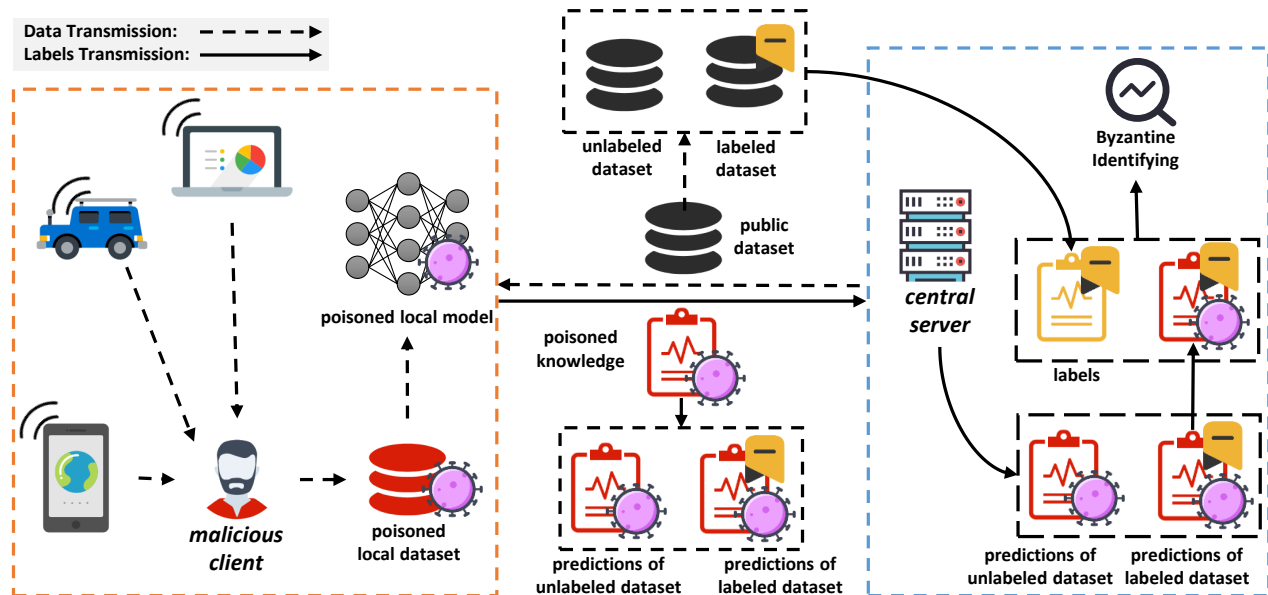 Data Transmission:
Labels Transmission:
poisoned local model
malicious
client
poisoned
local dataset
unlabeled
dataset
labeled
dataset
public
dataset
poisoned
knowledge
predictions of
unlabeled dataset
predictions of
labeled dataset
Byzantine
Identifying
central
server
labels
predictions of
unlabeled dataset
predictions of
labeled dataset